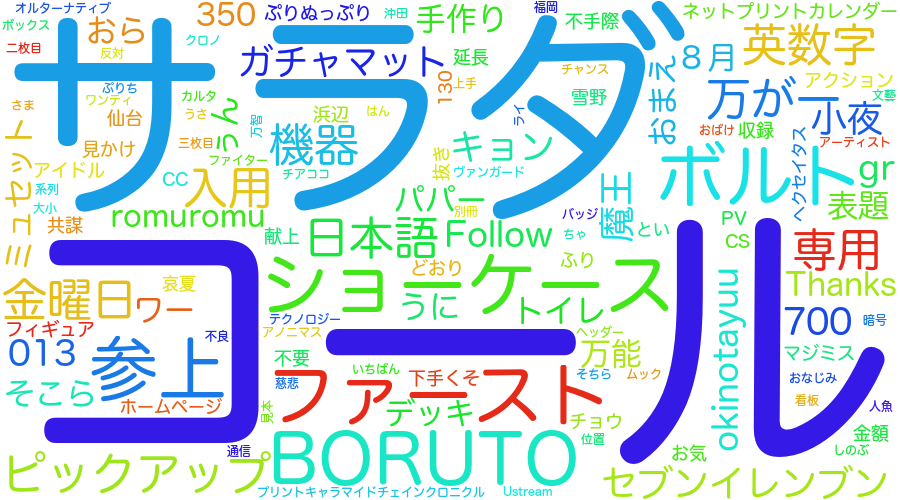 オルタナーティブ
ボックス
二枚目
おら
反対
クロノ
350
ぷりぬっぷり
沖田
手作り
福岡
不手際
ネットプリントカレンダー
サラダ
ガチャマット
延長
8月
英数字
130
上手
チャンス
おまえ
アクション
文藝
ぷりち
ワンティ
カルタ
うさ
さま
仙台
うん
万智
浜辺
はん
雪野
ライ
万が一
小夜
おばけ
収録
アーティスト
見かけ
三枚目
ファイター
機器
キョン
抜き
ヴァンガード
チアココ
ボルト
ヘクセイタス
gr
ミュゼット
アイドル
系列
大小
CC
入用
パパー
別冊
魔王
表題
共謀
romuromu
献上
日本語
Follow
バッジ
ちゃ
とい
PV
CS
専用
コール
ショーケース
どおり
ふり
Thanks
金曜日
哀夏
ワー
うに
トイレ
okinotayuu
フィギュア
不良
テクノロジー
アノニマス
ヘッダー
万能
700
暗号
013
参上
不要
いちばん
下手くそ
そちら
ムック
マジミス
慈悲
おなじみ
そこら
ホームページ
見本
ファースト
デッキ
チョウ
看板
人魚
位置
金額
しのぶ
お気
通信
BORUTO
ピックアップ
プリントキャラマイドチェインクロニクル
Ustream
セブンイレンブン